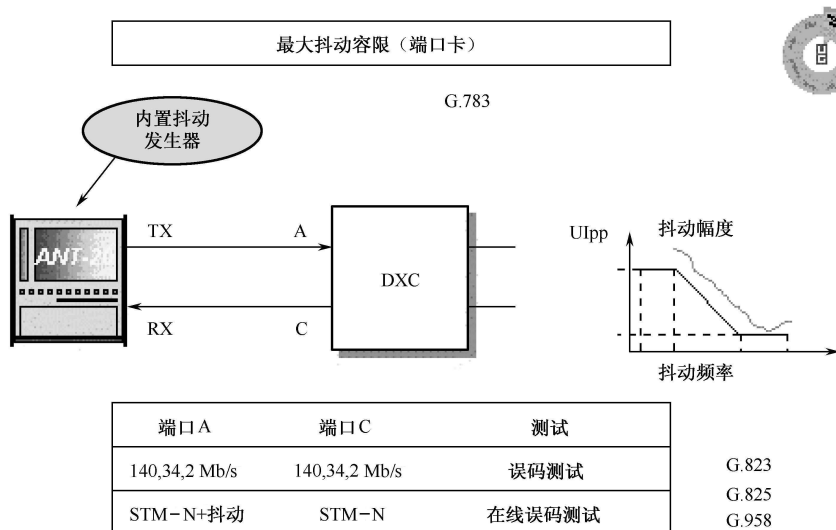 最大抖动容限（端口卡）
G.783
内置抖动
发生器
ANT-20
TX
A
DXC
RX
C
UIpp
抖动幅度
抖动频率
端口A 端口C 测试
140,34,2 Mb/s 140,34,2 Mb/s 误码测试
STM-N+抖动 STM-N 在线误码测试
G.823
G.825
G.958